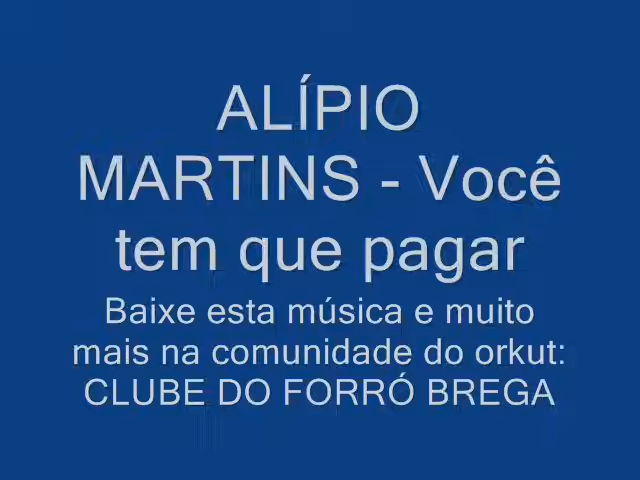 ALÍPIO
MARTINS - Você
tem que pagar
Baixe esta música e muito
mais na comunidade do orkut:
CLUBE DO FORRÓ BREGA